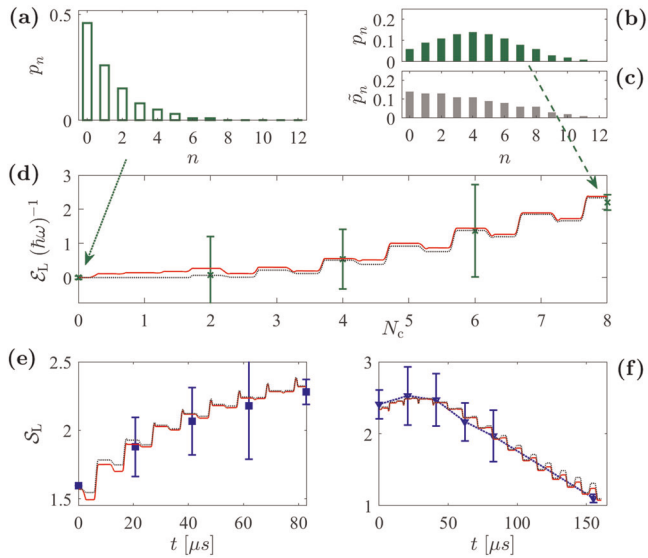 (a)
0.5
p_n
0
0 2 4 6 8 10 12
n
(b)
0.2
0.1
p_n
0
(c)
0.2
0.1
p̃_n
0
0 2 4 6 8 10 12
n
(d)
3
2
1
0
ℰ_L (ℏω)^−1
0 1 2 3 4 5 6 7 8
N_c
(e)
2.5
2
1.5
𝒮_L
0 20 40 60 80
t [μs]
(f)
3
2
1
0 50 100 150
t [μs]